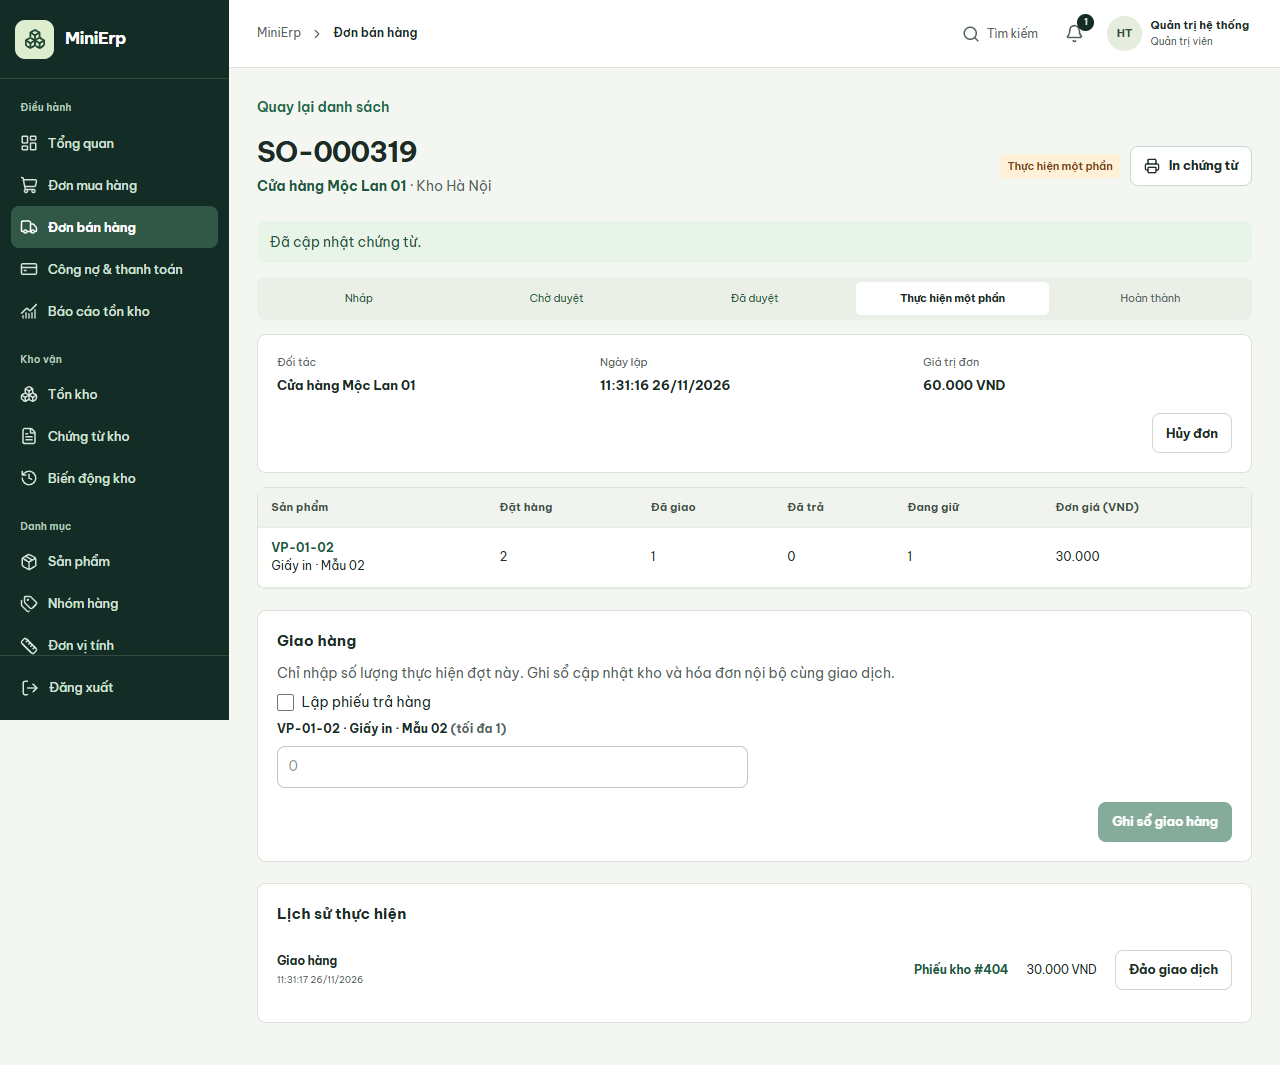 MiniErp
Điều hành
Tổng quan
Đơn mua hàng
Đơn bán hàng
Công nợ & thanh toán
Báo cáo tồn kho
Kho vận
Tồn kho
Chứng từ kho
Biến động kho
Danh mục
Sản phẩm
Nhóm hàng
Đơn vị tính
Đăng xuất
MiniErp
Đơn bán hàng
Tìm kiếm
1
HT
Quản trị hệ thống
Quản trị viên
Quay lại danh sách
SO-000319
Cửa hàng Mộc Lan 01 · Kho Hà Nội
Thực hiện một phần
In chứng từ
Đã cập nhật chứng từ.
Nháp
Chờ duyệt
Đã duyệt
Thực hiện một phần
Hoàn thành
Đối tác
Cửa hàng Mộc Lan 01
Ngày lập
11:31:16 26/11/2026
Giá trị đơn
60.000 VND
Hủy đơn
Sản phẩm Đặt hàng Đã giao Đã trả Đang giữ Đơn giá (VND)
VP-01-02
Giấy in · Mẫu 02
2 1 0 1 30.000
Giao hàng
Chỉ nhập số lượng thực hiện đợt này. Ghi sổ cập nhật kho và hóa đơn nội bộ cùng giao dịch.
Lập phiếu trả hàng
VP-01-02 · Giấy in · Mẫu 02 (tối đa 1)
0
Ghi sổ giao hàng
Lịch sử thực hiện
Giao hàng
11:31:17 26/11/2026
Phiếu kho #404
30.000 VND
Đảo giao dịch